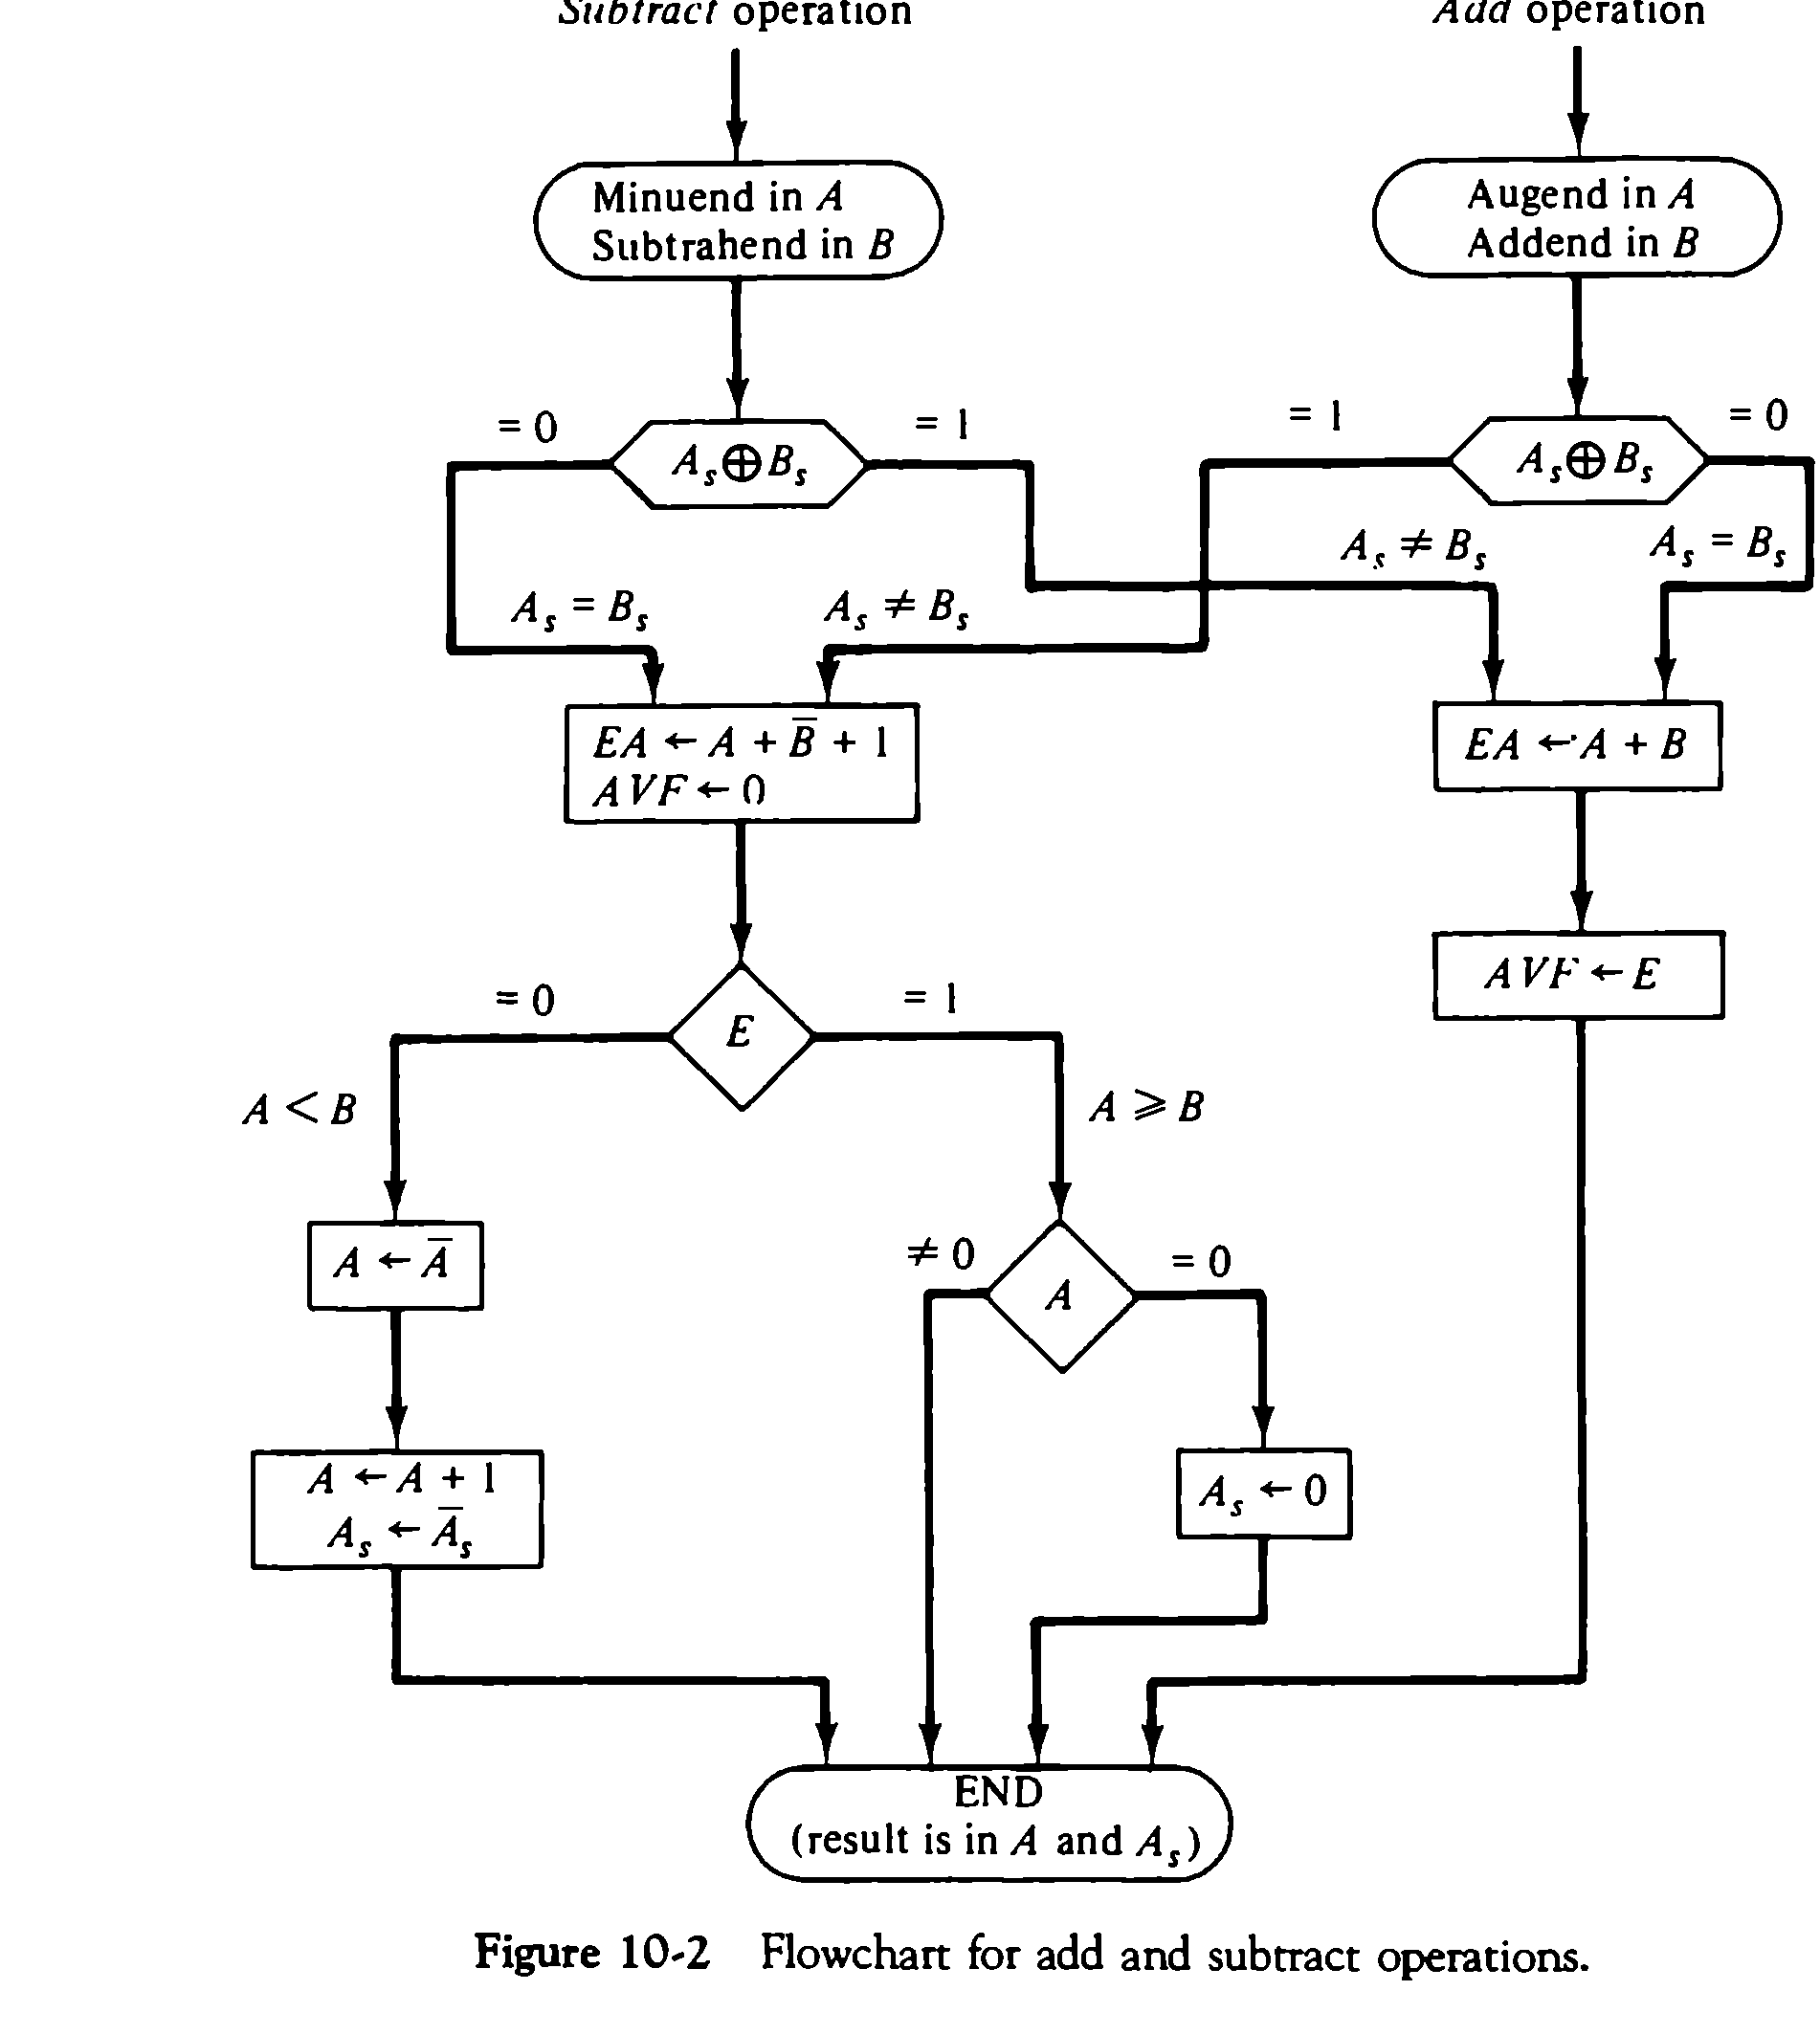 Subtract operation
Add operation
Minuend in A
Subtrahend in B
Augend in A
Addend in B
= 0
A_s ⊕ B_s
= 1
= 1
A_s ⊕ B_s
= 0
A_s = B_s
A_s ≠ B_s
A_s ≠ B_s
A_s = B_s
EA ← A + B̅ + 1
AVF ← 0
EA ← A + B
AVF ← E
= 0
E
= 1
A < B
A ⩾ B
A ← A̅
≠ 0
A
= 0
A ← A + 1
A_s ← A̅_s
A_s ← 0
END
(result is in A and A_s)
Figure 10-2 Flowchart for add and subtract operations.